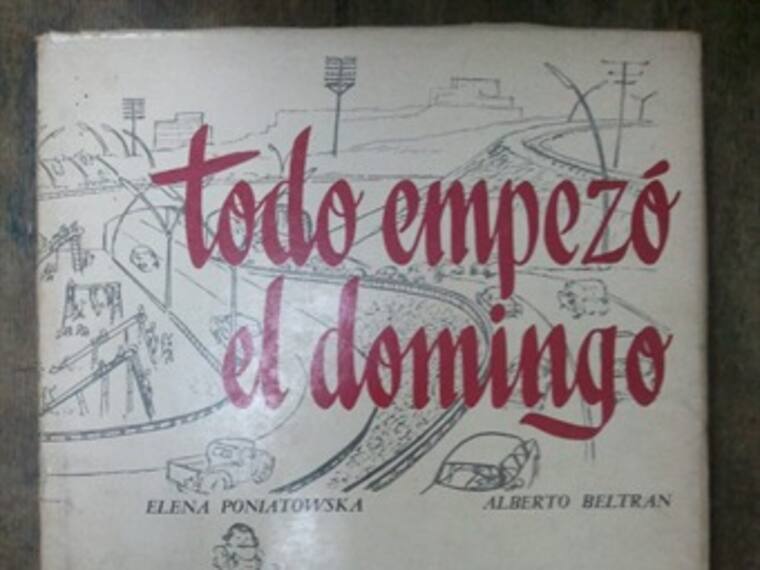 todo empezó
el domingo
ELENA PONIATOWSKA ALBERTO BELTRAN